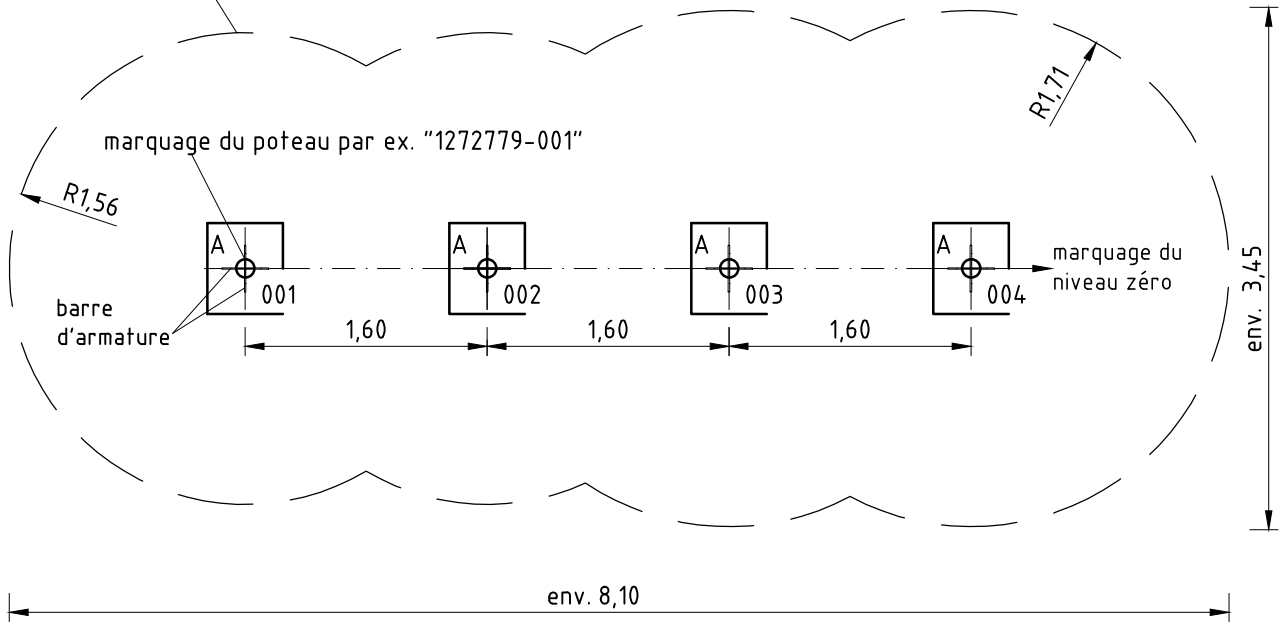 R1,71
marquage du poteau par ex. "1272779-001"
R1,56
A
A
A
A
001
002
003
004
marquage du
niveau zéro
barre
d'armature
1,60
1,60
1,60
env. 3,45
env. 8,10